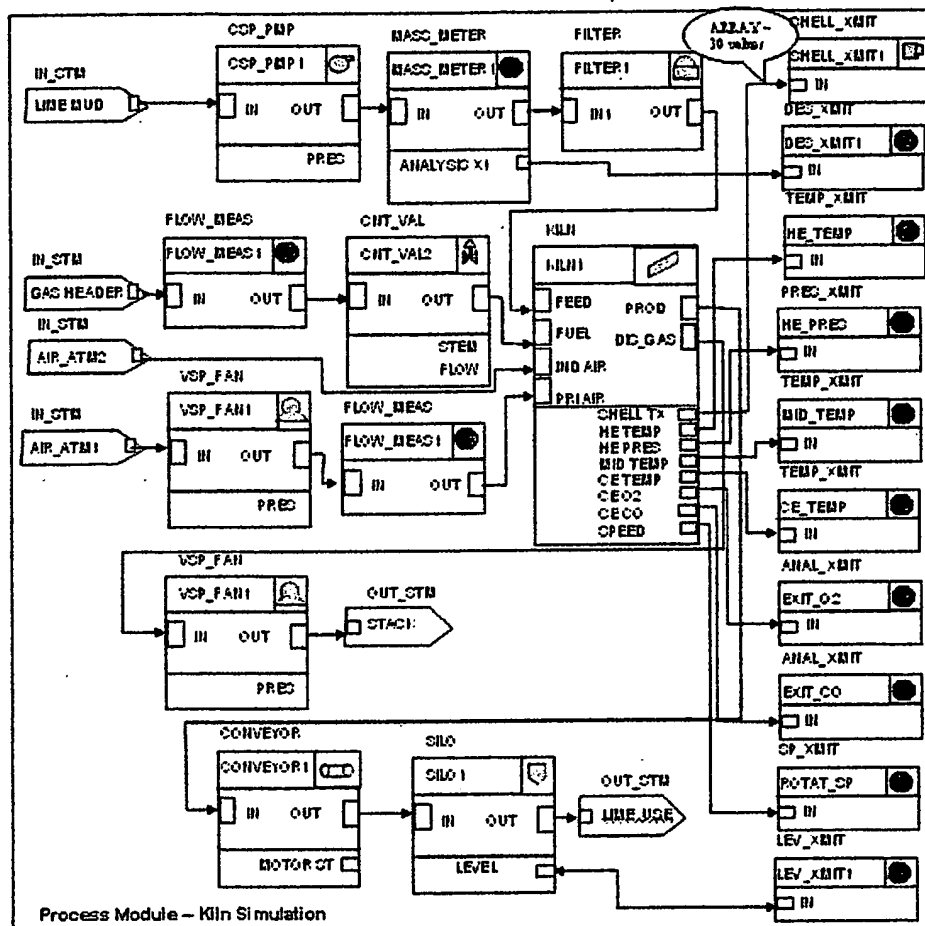 CSP_PMP
MASS_METER
FILTER
ARRAY-
30 values
SHELL_XMIT
IN_STM
LIME MUD
CSP_PMP1
IN OUT
PRES
MASS_METER1
IN OUT
ANALYSIS X1
FILTER1
IN1 OUT
SHELL_XMIT1
IN
DES_XMIT
DES_XMIT1
IN
TEMP_XMIT
HE_TEMP
IN
PRES_XMIT
HE_PRES
IN
TEMP_XMIT
MID_TEMP
IN
TEMP_XMIT
CE_TEMP
IN
ANAL_XMIT
EXIT_O2
IN
ANAL_XMIT
EXIT_CO
IN
SP_XMIT
ROTAT_SP
IN
LEV_XMIT
LEV_XMIT1
IN
IN_STM
GAS HEADER
FLOW_MEAS
FLOW_MEAS1
IN OUT
CNT_VAL
CNT_VAL2
IN OUT
STEM
FLOW
KILN
KILN1
FEED
FUEL
IND AIR
PRI AIR
PROD
DIS_GAS
SHELL TX
HE TEMP
HE PRES
MID TEMP
CE TEMP
CE O2
CE CO
SPEED
IN_STM
AIR_ATM2
IN_STM
AIR_ATM1
VSP_FAN
VSP_FAN1
IN OUT
PRES
FLOW_MEAS
FLOW_MEAS1
IN OUT
VSP_FAN
VSP_FAN1
IN OUT
PRES
OUT_STM
STACK
CONVEYOR
CONVEYOR1
IN OUT
MOTOR ST
SILO
SILO1
IN OUT
LEVEL
OUT_STM
LIME_USE
Process Module – Kiln Simulation